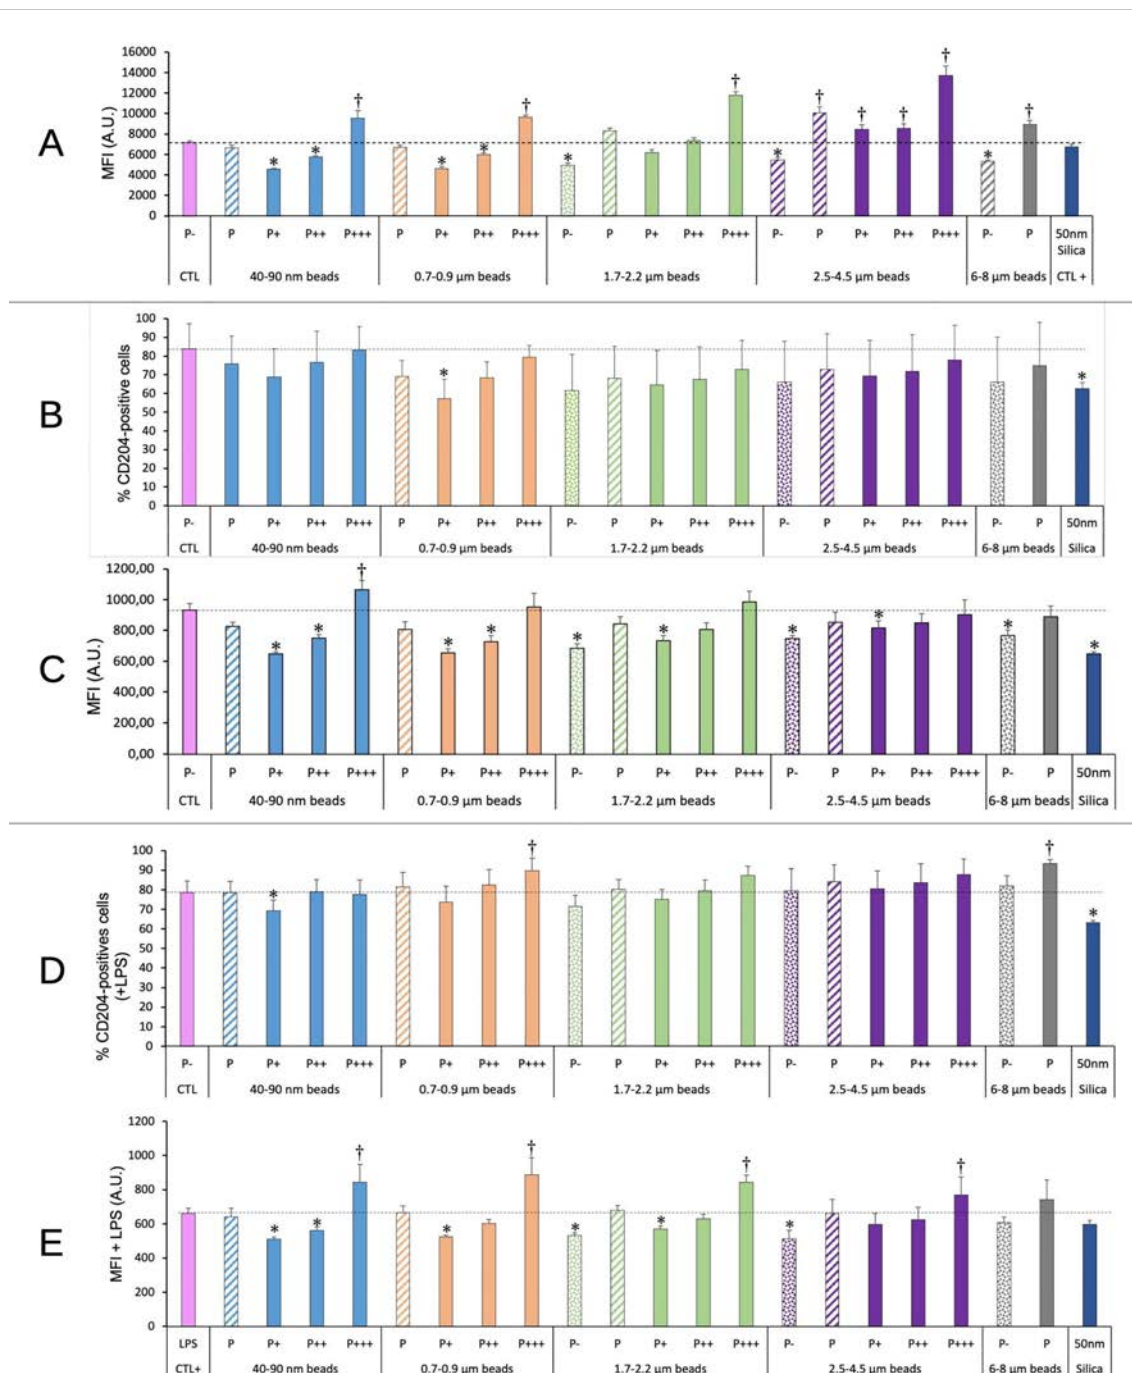 A
MFI (A.U.)
16000
14000
12000
10000
8000
6000
4000
2000
0
* * † * * † * † * † † † † * †
P- P P+ P++ P+++ P P+ P++ P+++ P- P P+ P++ P+++ P- P P+ P++ P+++ P- P 50nm
Silica
CTL 40-90 nm beads 0.7-0.9 µm beads 1.7-2.2 µm beads 2.5-4.5 µm beads 6-8 µm beads CTL +
B
% CD204-positive cells
100
90
80
70
60
50
40
30
20
10
0
* *
P- P P+ P++ P+++ P P+ P++ P+++ P- P P+ P++ P+++ P- P P+ P++ P+++ P- P 50nm
CTL 40-90 nm beads 0.7-0.9 µm beads 1.7-2.2 µm beads 2.5-4.5 µm beads 6-8 µm beads Silica
C
MFI (A.U.)
1200,00
1000,00
800,00
600,00
400,00
200,00
0,00
* * † * * * * * * * *
P- P P+ P++ P+++ P P+ P++ P+++ P- P P+ P++ P+++ P- P P+ P++ P+++ P- P 50nm
CTL 40-90 nm beads 0.7-0.9 µm beads 1.7-2.2 µm beads 2.5-4.5 µm beads 6-8 µm beads Silica
D
% CD204-positives cells
(+LPS)
100
90
80
70
60
50
40
30
20
10
0
* † † *
P- P P+ P++ P+++ P P+ P++ P+++ P- P P+ P++ P+++ P- P P+ P++ P+++ P- P 50nm
CTL 40-90 nm beads 0.7-0.9 µm beads 1.7-2.2 µm beads 2.5-4.5 µm beads 6-8 µm beads Silica
E
MFI + LPS (A.U.)
1200
1000
800
600
400
200
0
* * † * † * * † * †
LPS P P+ P++ P+++ P P+ P++ P+++ P- P P+ P++ P+++ P- P P+ P++ P+++ P- P 50nm
CTL+ 40-90 nm beads 0.7-0.9 µm beads 1.7-2.2 µm beads 2.5-4.5 µm beads 6-8 µm beads Silica